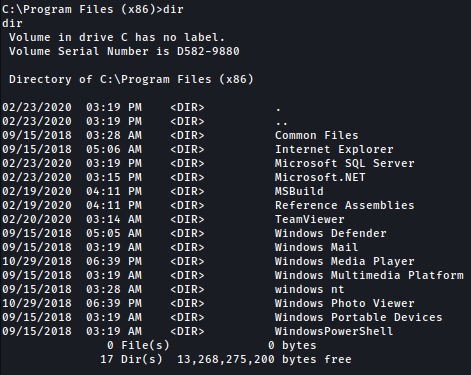 C:\Program Files (x86)>dir
dir
 Volume in drive C has no label.
 Volume Serial Number is D582-9880

 Directory of C:\Program Files (x86)

02/23/2020  03:19 PM    <DIR>          .
02/23/2020  03:19 PM    <DIR>          ..
09/15/2018  03:28 AM    <DIR>          Common Files
09/15/2018  05:06 AM    <DIR>          Internet Explorer
02/23/2020  03:19 PM    <DIR>          Microsoft SQL Server
02/23/2020  03:15 PM    <DIR>          Microsoft.NET
02/19/2020  04:11 PM    <DIR>          MSBuild
02/19/2020  04:11 PM    <DIR>          Reference Assemblies
02/20/2020  03:14 AM    <DIR>          TeamViewer
09/15/2018  05:05 AM    <DIR>          Windows Defender
09/15/2018  03:19 AM    <DIR>          Windows Mail
10/29/2018  06:39 PM    <DIR>          Windows Media Player
09/15/2018  03:19 AM    <DIR>          Windows Multimedia Platform
09/15/2018  03:28 AM    <DIR>          windows nt
10/29/2018  06:39 PM    <DIR>          Windows Photo Viewer
09/15/2018  03:19 AM    <DIR>          Windows Portable Devices
09/15/2018  03:19 AM    <DIR>          WindowsPowerShell
               0 File(s)              0 bytes
              17 Dir(s)  13,268,275,200 bytes free